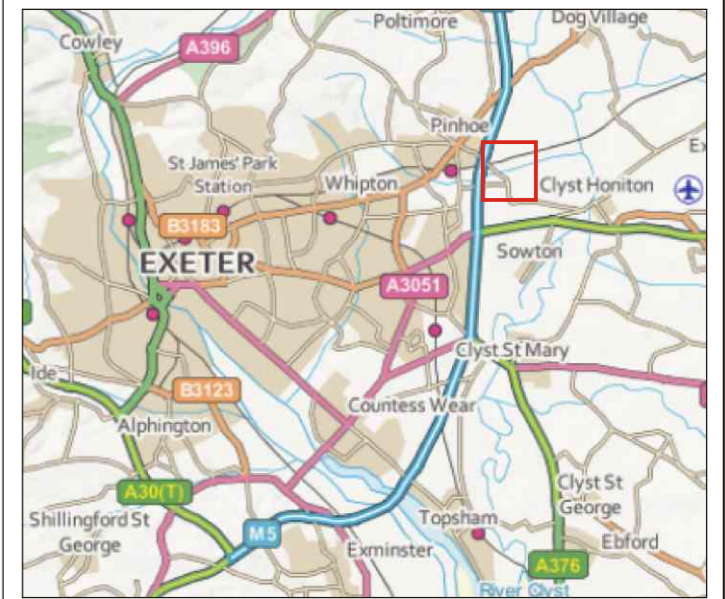 Poltimore
Dog Village
Cowley
A396
Pinhoe
St James' Park
Station
Whipton
Clyst Honiton
B3183
Sowton
EXETER
A3051
Clyst St Mary
Ide
B3123
Countess Wear
Alphington
A30(T)
Clyst St
George
Shillingford St
George
M5
Topsham
Ebford
Exminster
A376
River Clyst